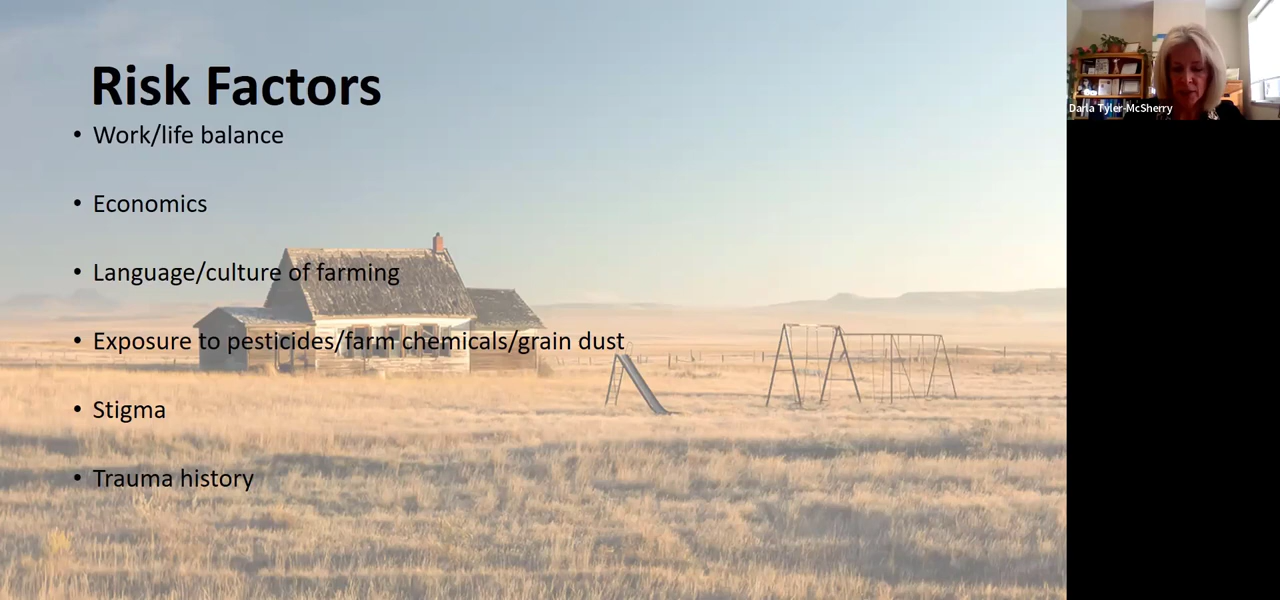 Risk Factors
• Work/life balance
• Economics
• Language/culture of farming
• Exposure to pesticides/farm chemicals/grain dust
• Stigma
• Trauma history
Darla Tyler-McSherry